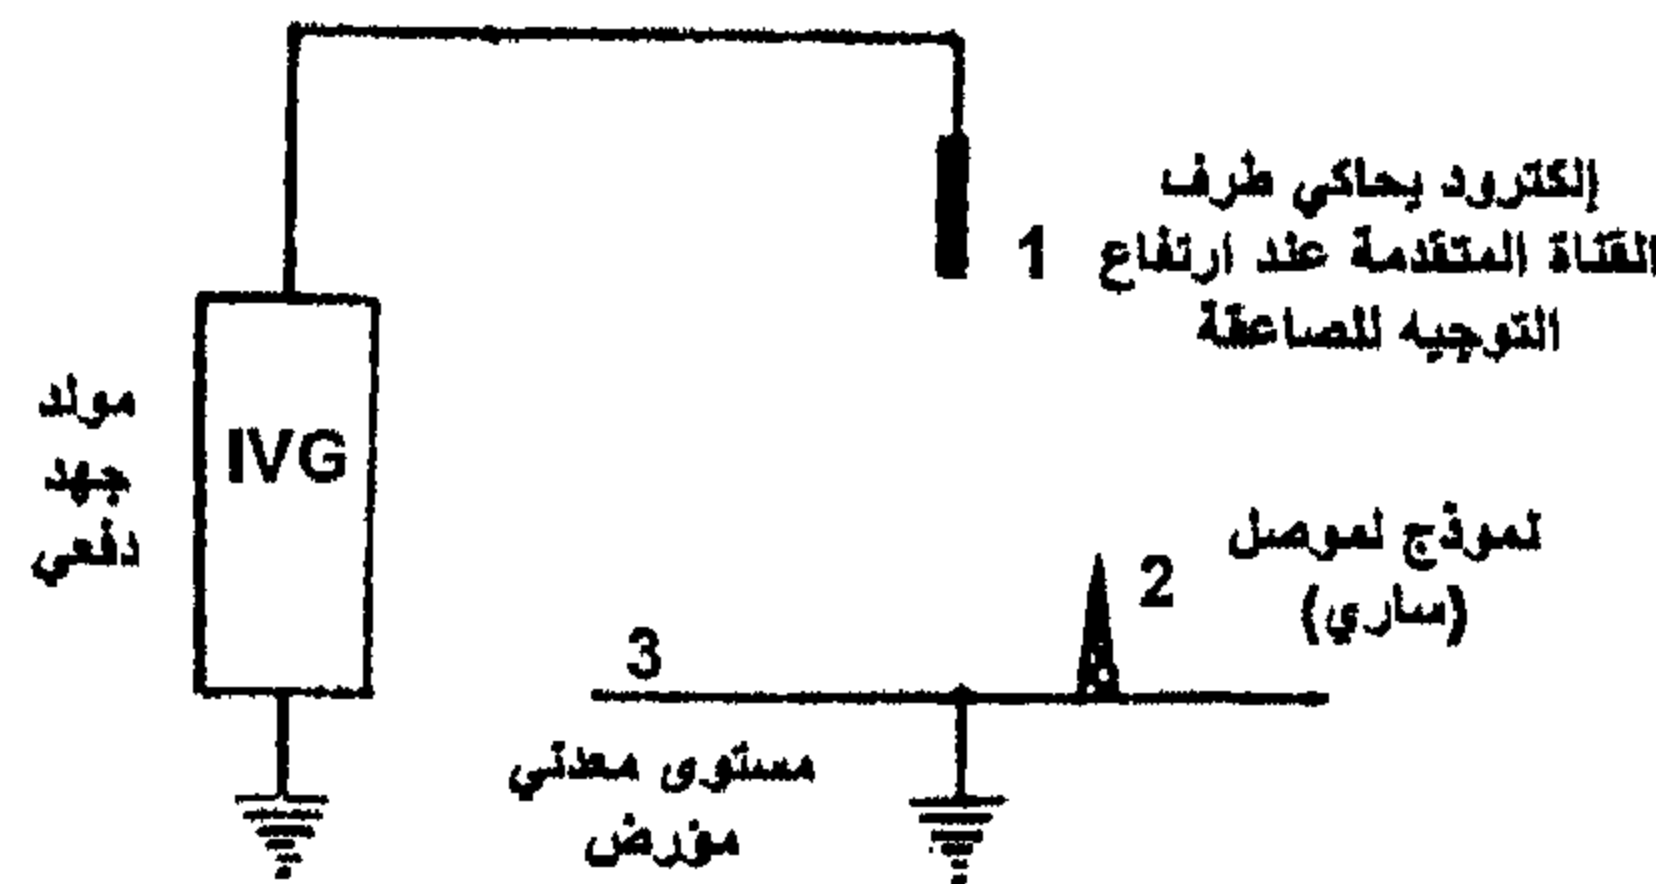 إلكترود يحاكي طرف
القناة المتقدمة عند ارتفاع
التوجيه للصاعقة
1
مولد
جهد
دفعي
IVG
نموذج لموصل
(ساري)
2
3
مستوى معدني
مؤرض